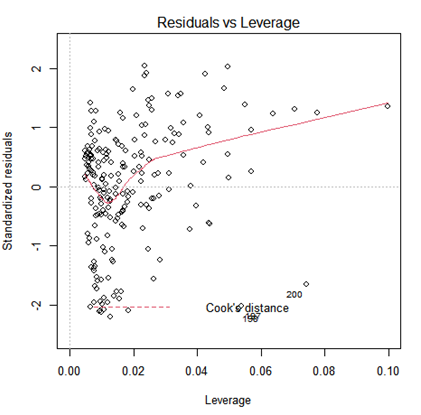 Residuals vs Leverage
Standardized residuals
2
1
0
-1
-2
200
Cook's distance
0.00 0.02 0.04 0.06 0.08 0.10
Leverage